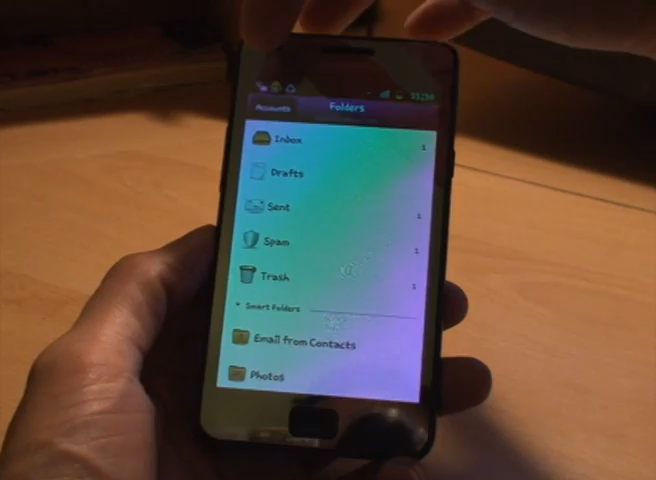 Accounts
Folders
Inbox 1
Drafts
Sent 1
Spam 1
Trash 1
Smart Folders
Email from Contacts
Photos